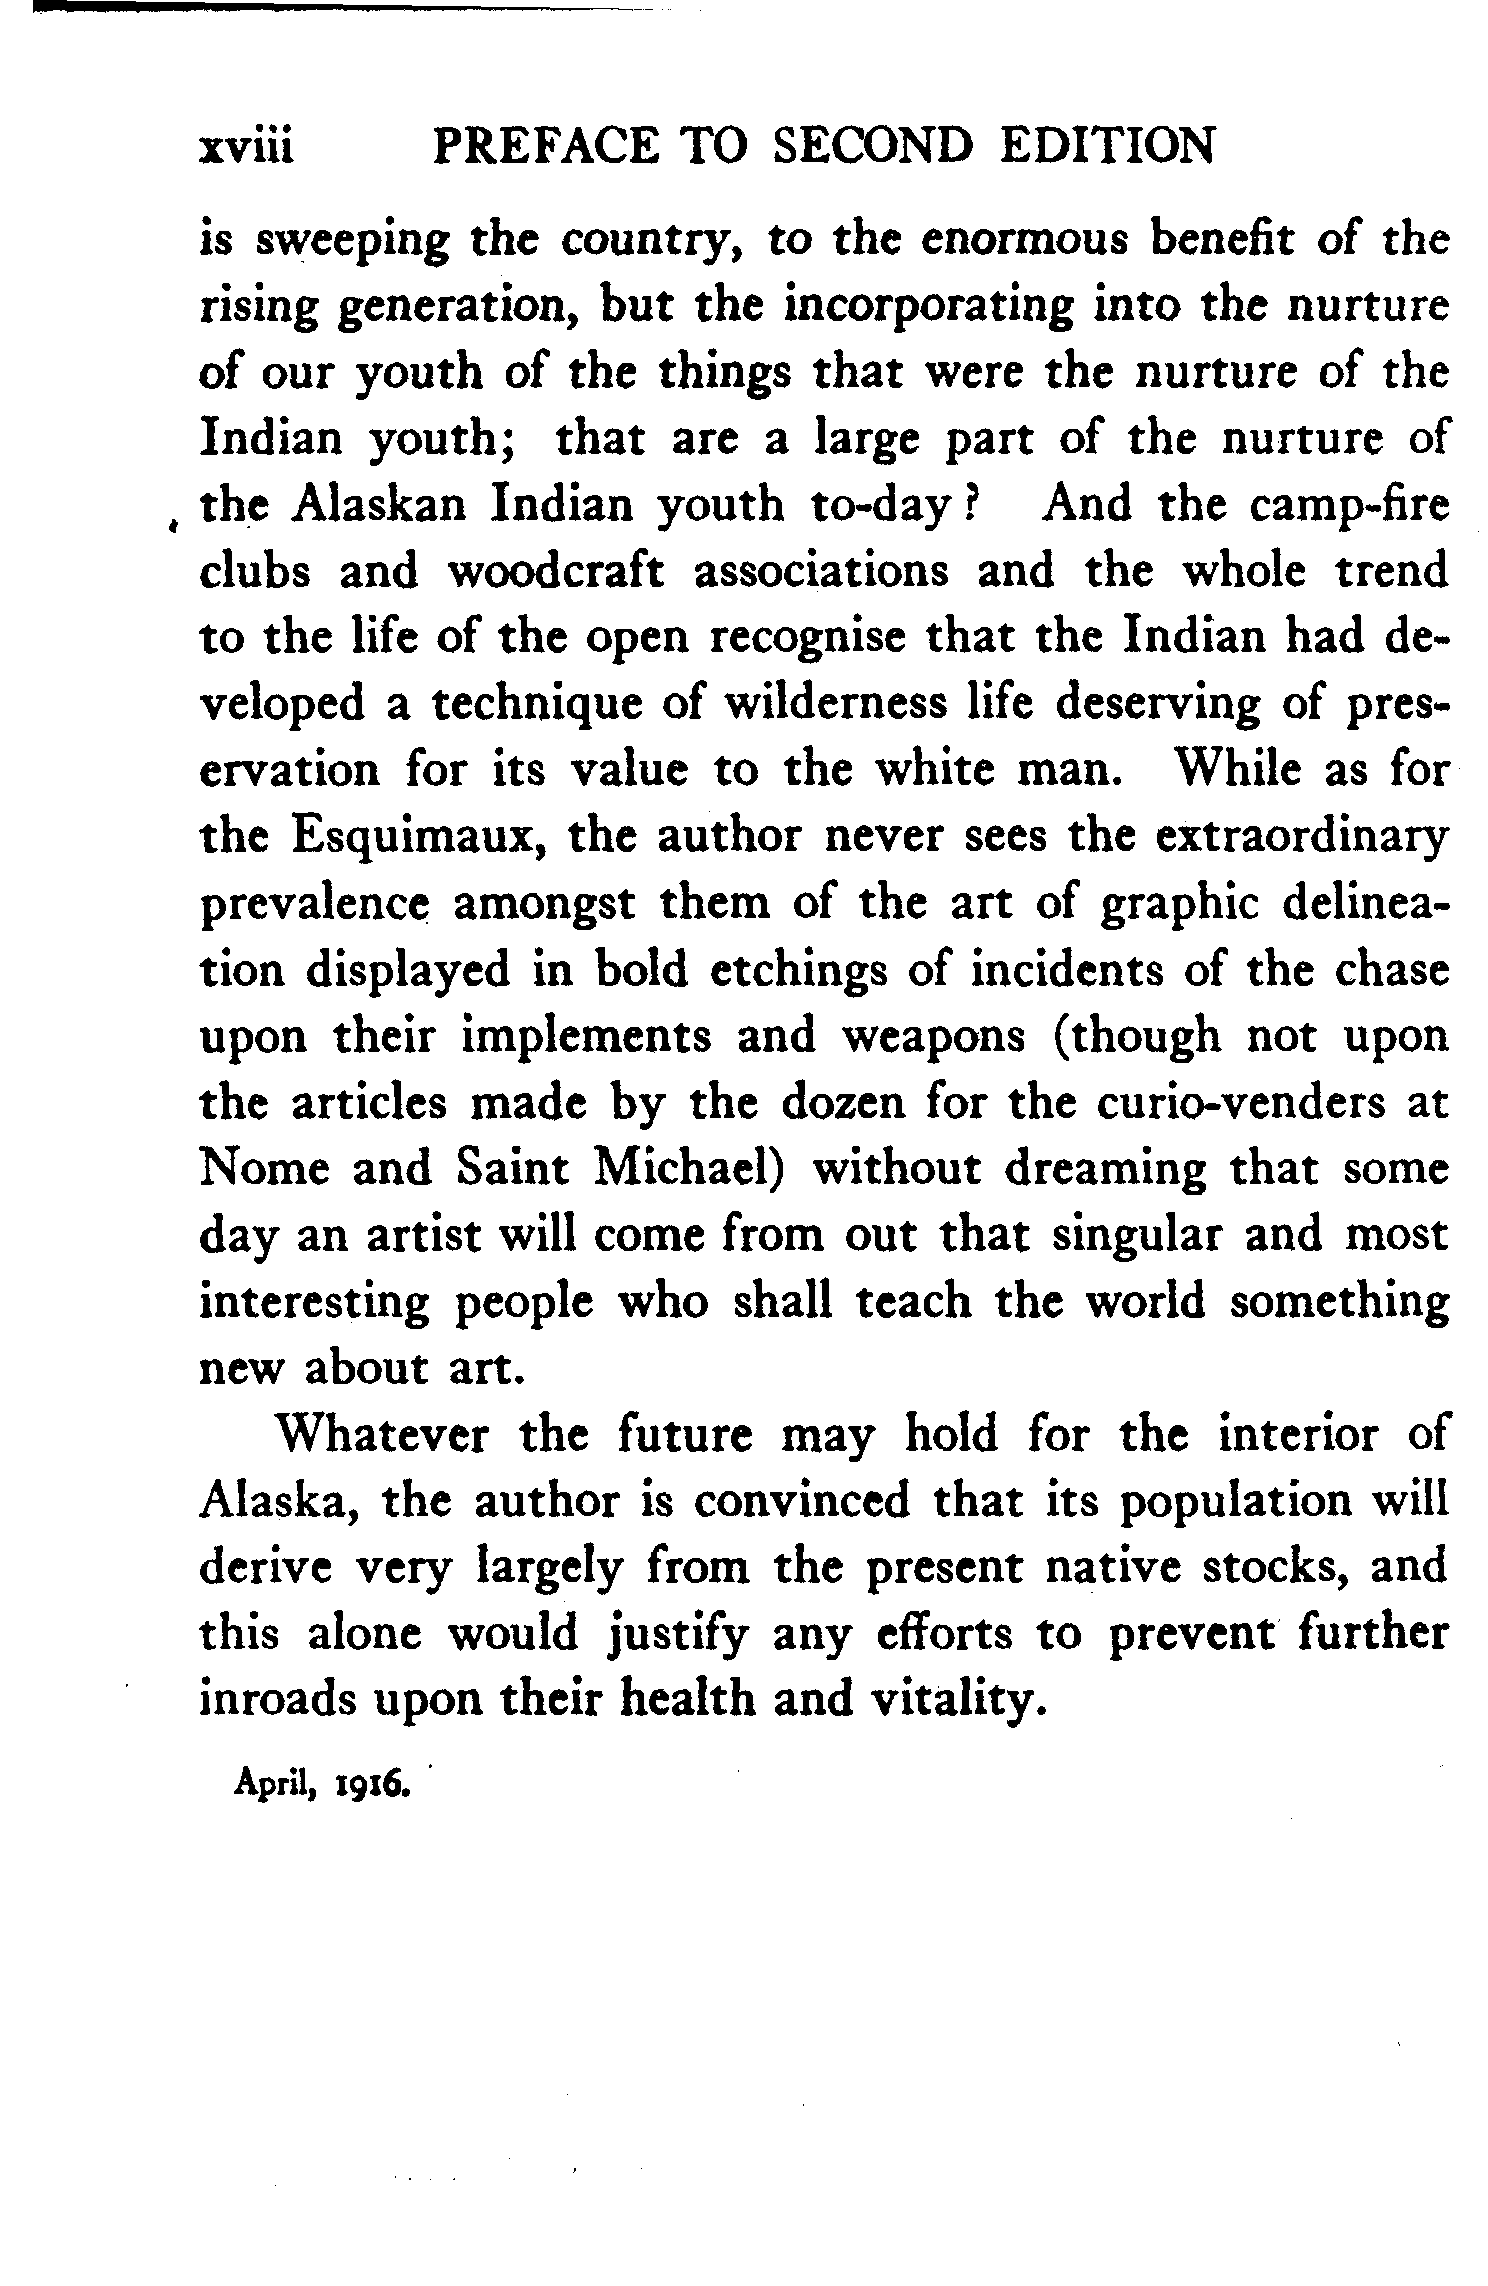 xviii PREFACE TO SECOND EDITION
is sweeping the country, to the enormous benefit of the
rising generation, but the incorporating into the nurture
of our youth of the things that were the nurture of the
Indian youth; that are a large part of the nurture of
the Alaskan Indian youth to-day? And the camp-fire
clubs and woodcraft associations and the whole trend
to the life of the open recognise that the Indian had de-
veloped a technique of wilderness life deserving of pres-
ervation for its value to the white man. While as for
the Esquimaux, the author never sees the extraordinary
prevalence amongst them of the art of graphic delinea-
tion displayed in bold etchings of incidents of the chase
upon their implements and weapons (though not upon
the articles made by the dozen for the curio-venders at
Nome and Saint Michael) without dreaming that some
day an artist will come from out that singular and most
interesting people who shall teach the world something
new about art.
Whatever the future may hold for the interior of
Alaska, the author is convinced that its population will
derive very largely from the present native stocks, and
this alone would justify any efforts to prevent further
inroads upon their health and vitality.
April, 1916.